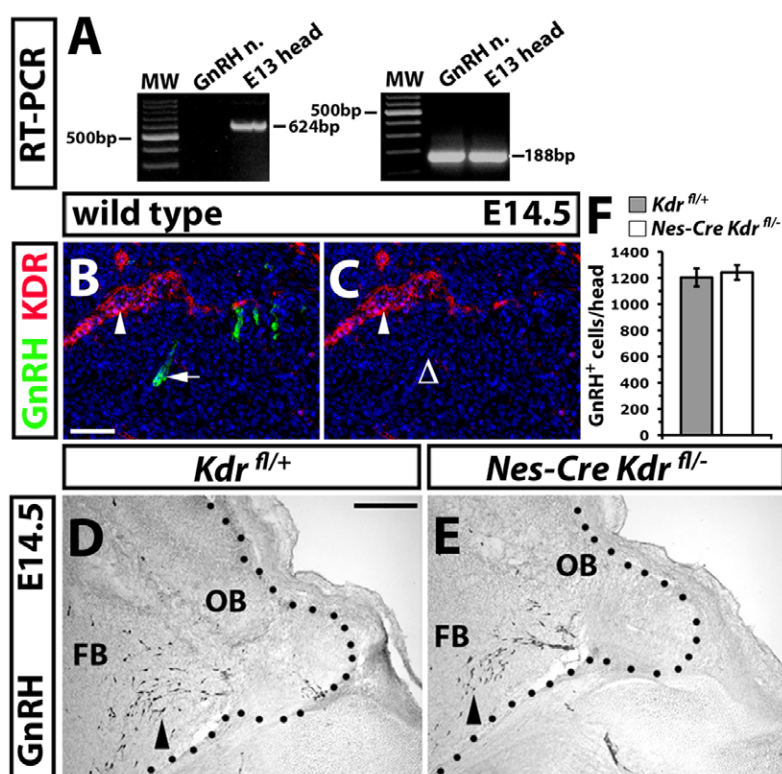 RT-PCR
A
MW GnRH n. E13 head
500bp
624bp
MW GnRH n. E13 head
500bp
188bp
wild type E14.5
GnRH KDR
B
C
Δ
F
Kdr fl/+
Nes-Cre Kdr fl/-
GnRH+ cells/head
1400
1200
1000
800
600
400
200
0
Kdr fl/+
Nes-Cre Kdr fl/-
GnRH E14.5
D
OB
FB
E
OB
FB